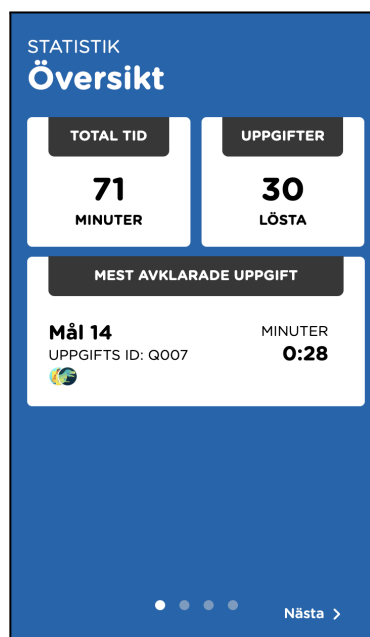 STATISTIK
Översikt
TOTAL TID
71
MINUTER
UPPGIFTER
30
LÖSTA
MEST AVKLARADE UPPGIFT
Mål 14
UPPGIFTS ID: Q007
MINUTER
0:28
Nästa >